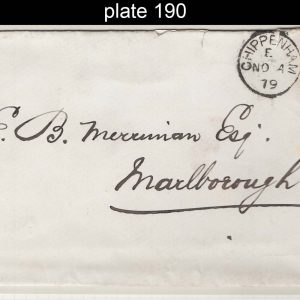 plate 190
CHIPPENHAM
E
NO 4
79
E. B. Merriman Esq.
Marlborough